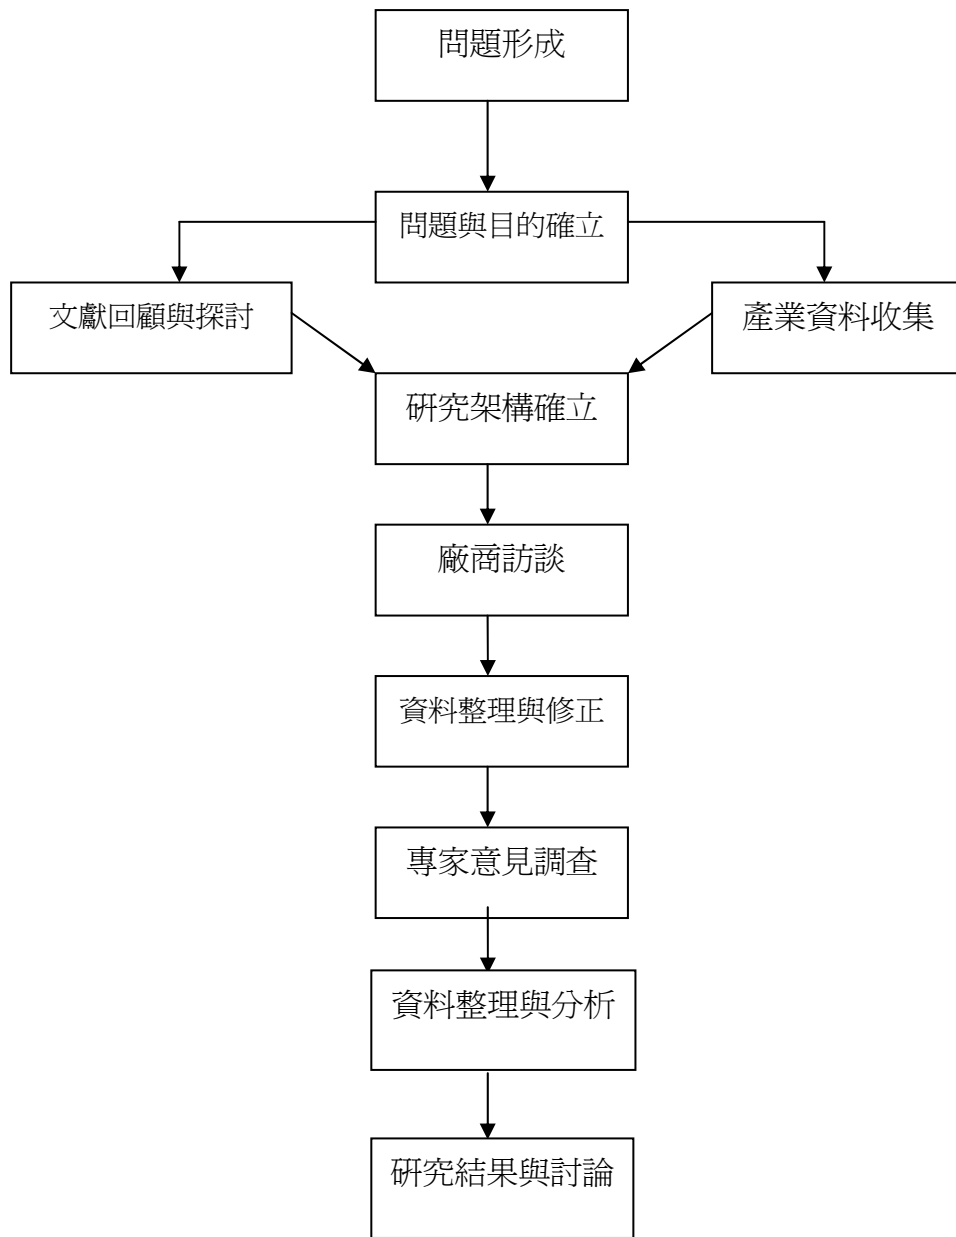 問題形成
問題與目的確立
文獻回顧與探討
產業資料收集
研究架構確立
廠商訪談
資料整理與修正
專家意見調查
資料整理與分析
研究結果與討論